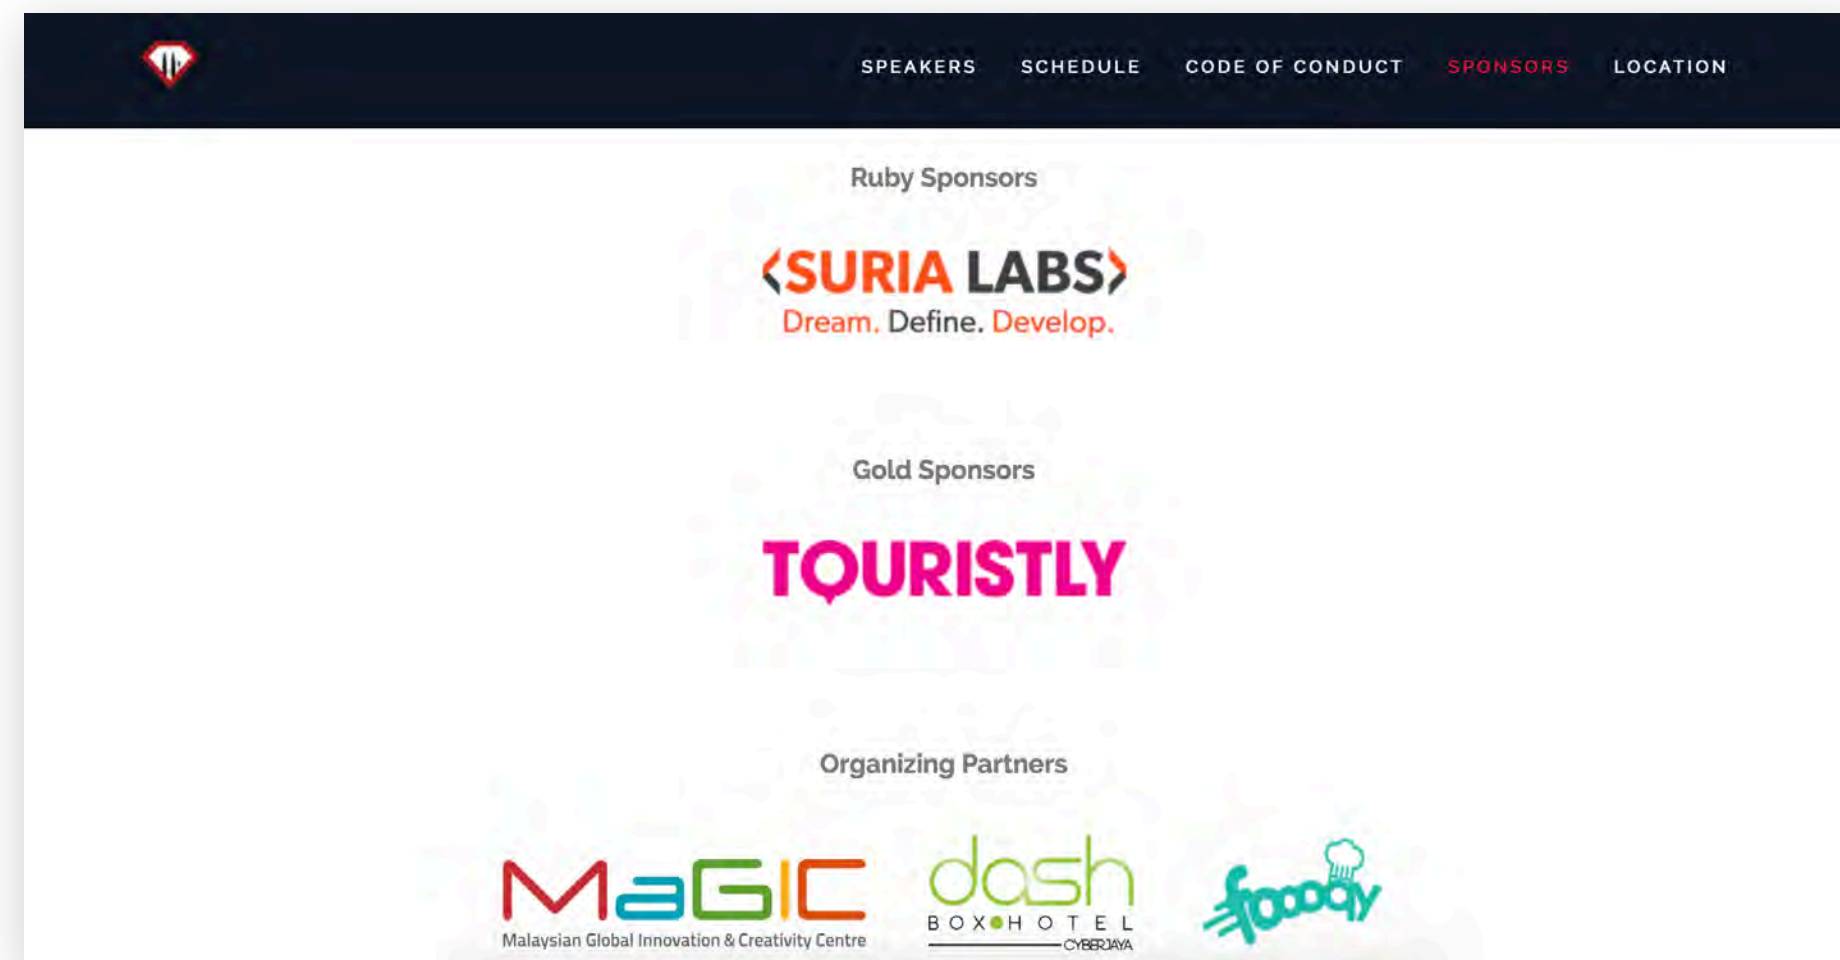 SPEAKERS SCHEDULE CODE OF CONDUCT SPONSORS LOCATION
Ruby Sponsors
<SURIA LABS>
Dream. Define. Develop.
Gold Sponsors
TOURISTLY
Organizing Partners
MaGIC
Malaysian Global Innovation & Creativity Centre
dash
BOX HOTEL
CYBERJAYA